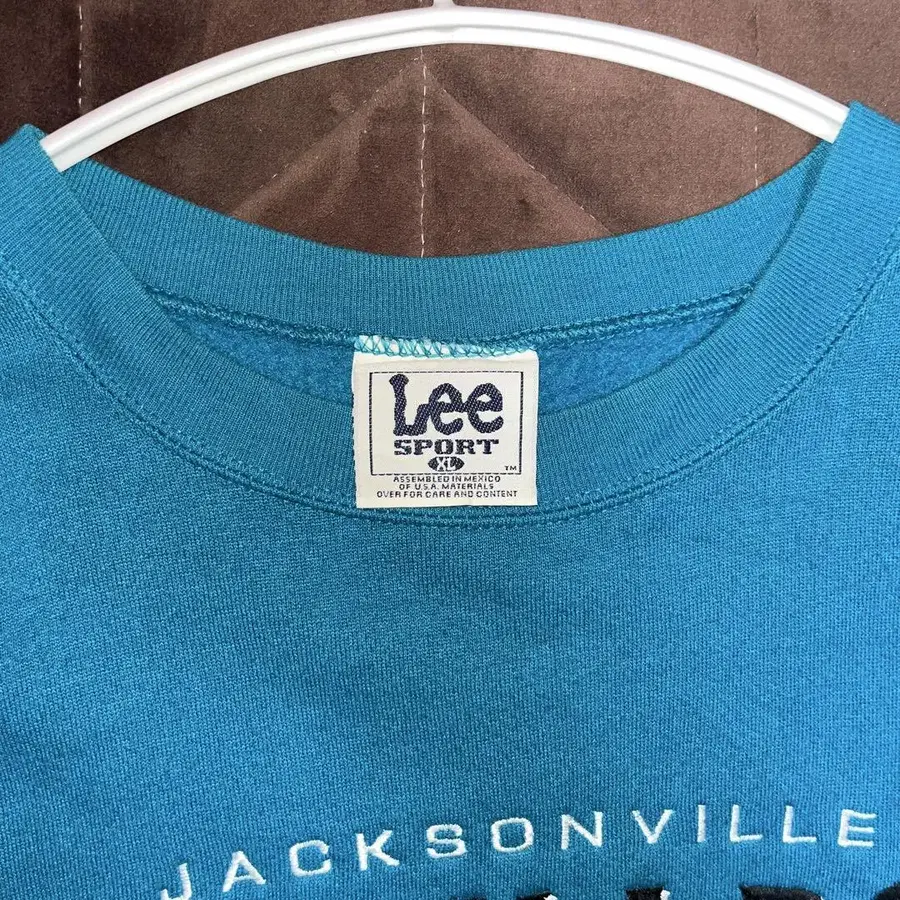 Lee
SPORT
XL
TM
ASSEMBLED IN MEXICO
OF U.S.A. MATERIALS
OVER FOR CARE AND CONTENT
JACKSONVILLE